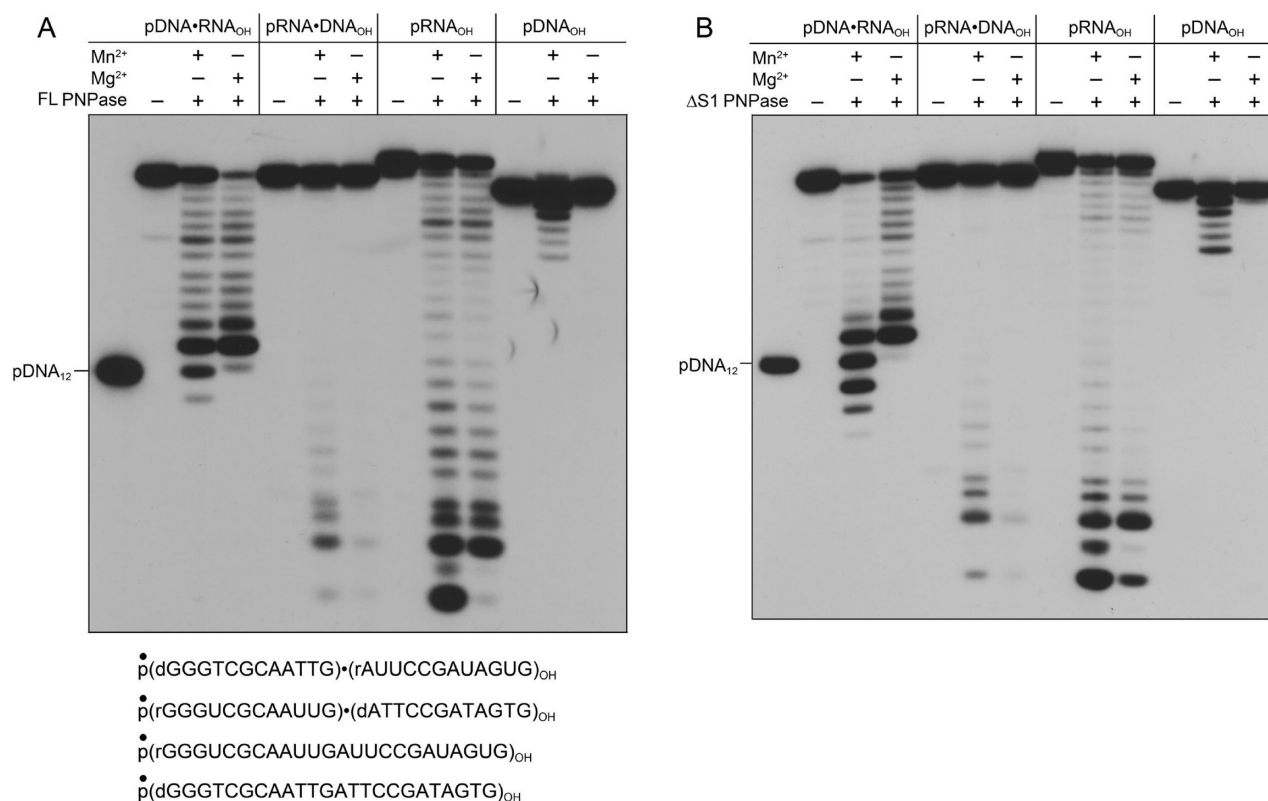 A
pDNA•RNA_OH pRNA•DNA_OH pRNA_OH pDNA_OH
Mn²⁺ + − + − + − + −
Mg²⁺ − + − + − + − +
FL PNPase − + + − + + − + + − + +
pDNA₁₂
p(dGGGTCGCAATTG)•(rAUUCCGAUAGUG)_OH
p(rGGGUCGCAAUUG)•(dATTCCGATAGTG)_OH
p(rGGGUCGCAAUUGAUUCCGAUAGUG)_OH
p(dGGGTCGCAATTGATTCCGATAGTG)_OH
B
pDNA•RNA_OH pRNA•DNA_OH pRNA_OH pDNA_OH
Mn²⁺ + − + − + − + −
Mg²⁺ − + − + − + − +
ΔS1 PNPase − + + − + + − + + − + +
pDNA₁₂